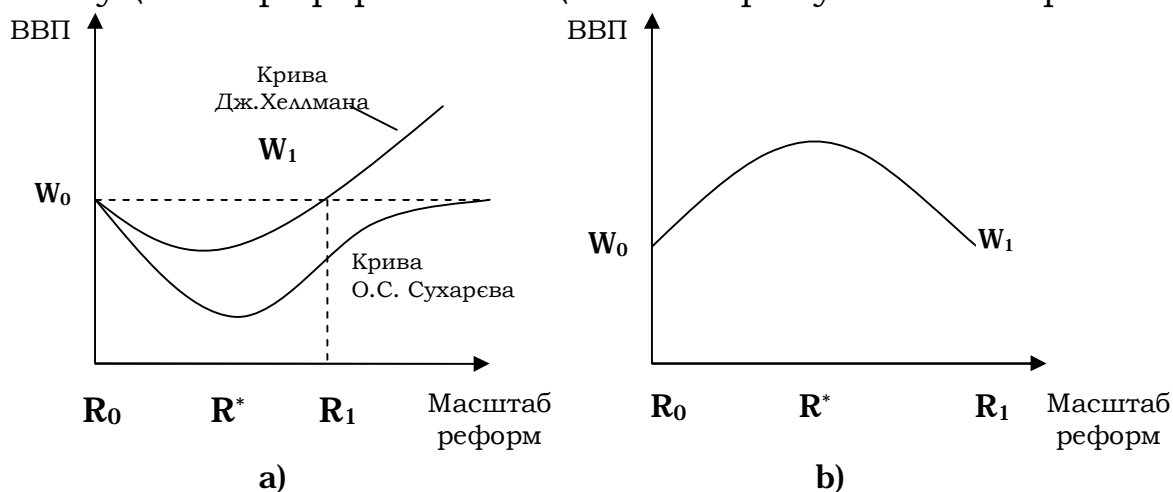 ВВП
Крива
Дж.Хеллмана
W₁
W₀
Крива
О.С. Сухарєва
R₀
R*
R₁
Масштаб
реформ
а)
ВВП
W₀
W₁
R₀
R*
R₁
Масштаб
реформ
b)